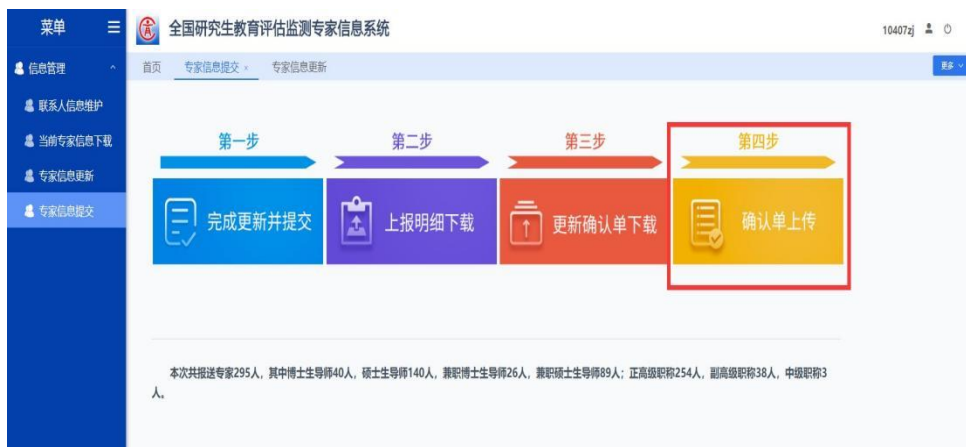 菜单
全国研究生教育评估监测专家信息系统
10407zj
信息管理
首页
专家信息提交 ×
专家信息更新
更多
联系人信息维护
当前专家信息下载
专家信息更新
专家信息提交
第一步
第二步
第三步
第四步
完成更新并提交
上报明细下载
更新确认单下载
确认单上传
本次共报送专家295人，其中博士生导师40人，硕士生导师140人，兼职博士生导师26人，兼职硕士生导师89人；正高级职称254人，副高级职称38人，中级职称3
人。